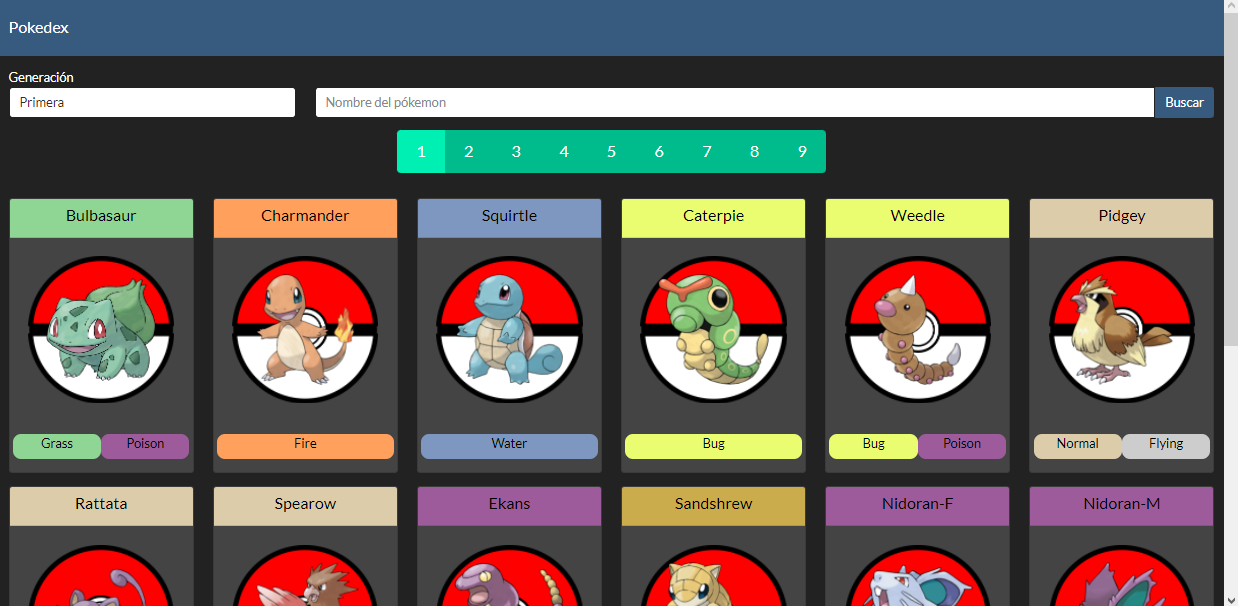 Pokedex
Generación
Primera
Nombre del pókemon
Buscar
1 2 3 4 5 6 7 8 9
Bulbasaur Charmander Squirtle Caterpie Weedle Pidgey
Grass Poison Fire Water Bug Bug Poison Normal Flying
Rattata Spearow Ekans Sandshrew Nidoran-F Nidoran-M